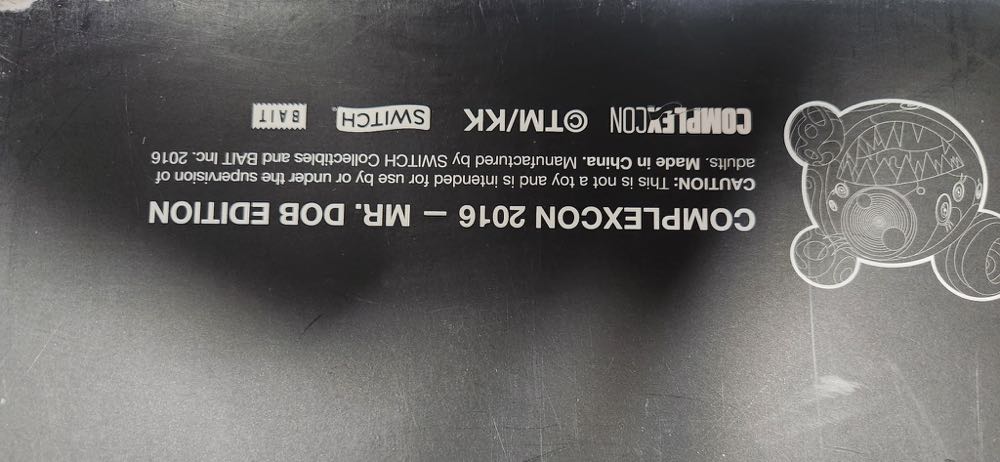 COMPLEXCON 2016 — MR. DOB EDITION
CAUTION: This is not a toy and is intended for use by or under the supervision of
adults. Made in China. Manufactured by SWITCH Collectibles and BAIT Inc. 2016
COMPLEXCON ©TM/KK SWITCH BAIT